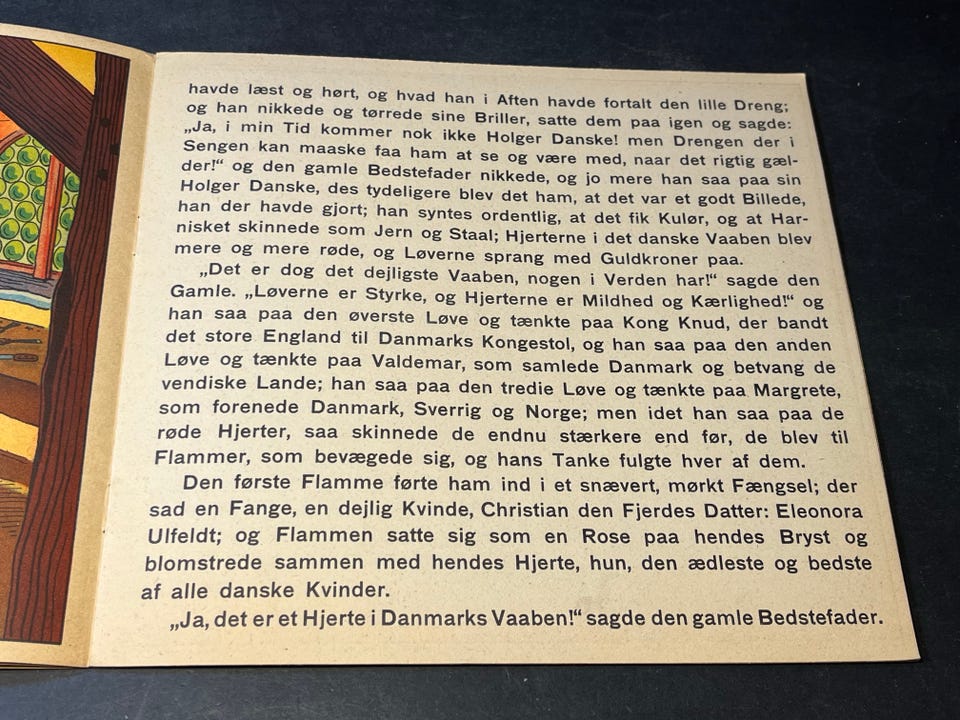 havde læst og hørt, og hvad han i Aften havde fortalt den lille Dreng;
og han nikkede og tørrede sine Briller, satte dem paa igen og sagde:
„Ja, i min Tid kommer nok ikke Holger Danske! men Drengen der i
Sengen kan maaske faa ham at se og være med, naar det rigtig gæl-
der!“ og den gamle Bedstefader nikkede, og jo mere han saa paa sin
Holger Danske, des tydeligere blev det ham, at det var et godt Billede,
han der havde gjort; han syntes ordentlig, at det fik Kulør, og at Har-
nisket skinnede som Jern og Staal; Hjerterne i det danske Vaaben blev
mere og mere røde, og Løverne sprang med Guldkroner paa.
„Det er dog det dejligste Vaaben, nogen i Verden har!“ sagde den
Gamle. „Løverne er Styrke, og Hjerterne er Mildhed og Kærlighed!“ og
han saa paa den øverste Løve og tænkte paa Kong Knud, der bandt
det store England til Danmarks Kongestol, og han saa paa den anden
Løve og tænkte paa Valdemar, som samlede Danmark og betvang de
vendiske Lande; han saa paa den tredie Løve og tænkte paa Margrete,
som forenede Danmark, Sverrig og Norge; men idet han saa paa de
røde Hjerter, saa skinnede de endnu stærkere end før, de blev til
Flammer, som bevægede sig, og hans Tanke fulgte hver af dem.
Den første Flamme førte ham ind i et snævert, mørkt Fængsel; der
sad en Fange, en dejlig Kvinde, Christian den Fjerdes Datter: Eleonora
Ulfeldt; og Flammen satte sig som en Rose paa hendes Bryst og
blomstrede sammen med hendes Hjerte, hun, den ædleste og bedste
af alle danske Kvinder.
„Ja, det er et Hjerte i Danmarks Vaaben!“ sagde den gamle Bedstefader.